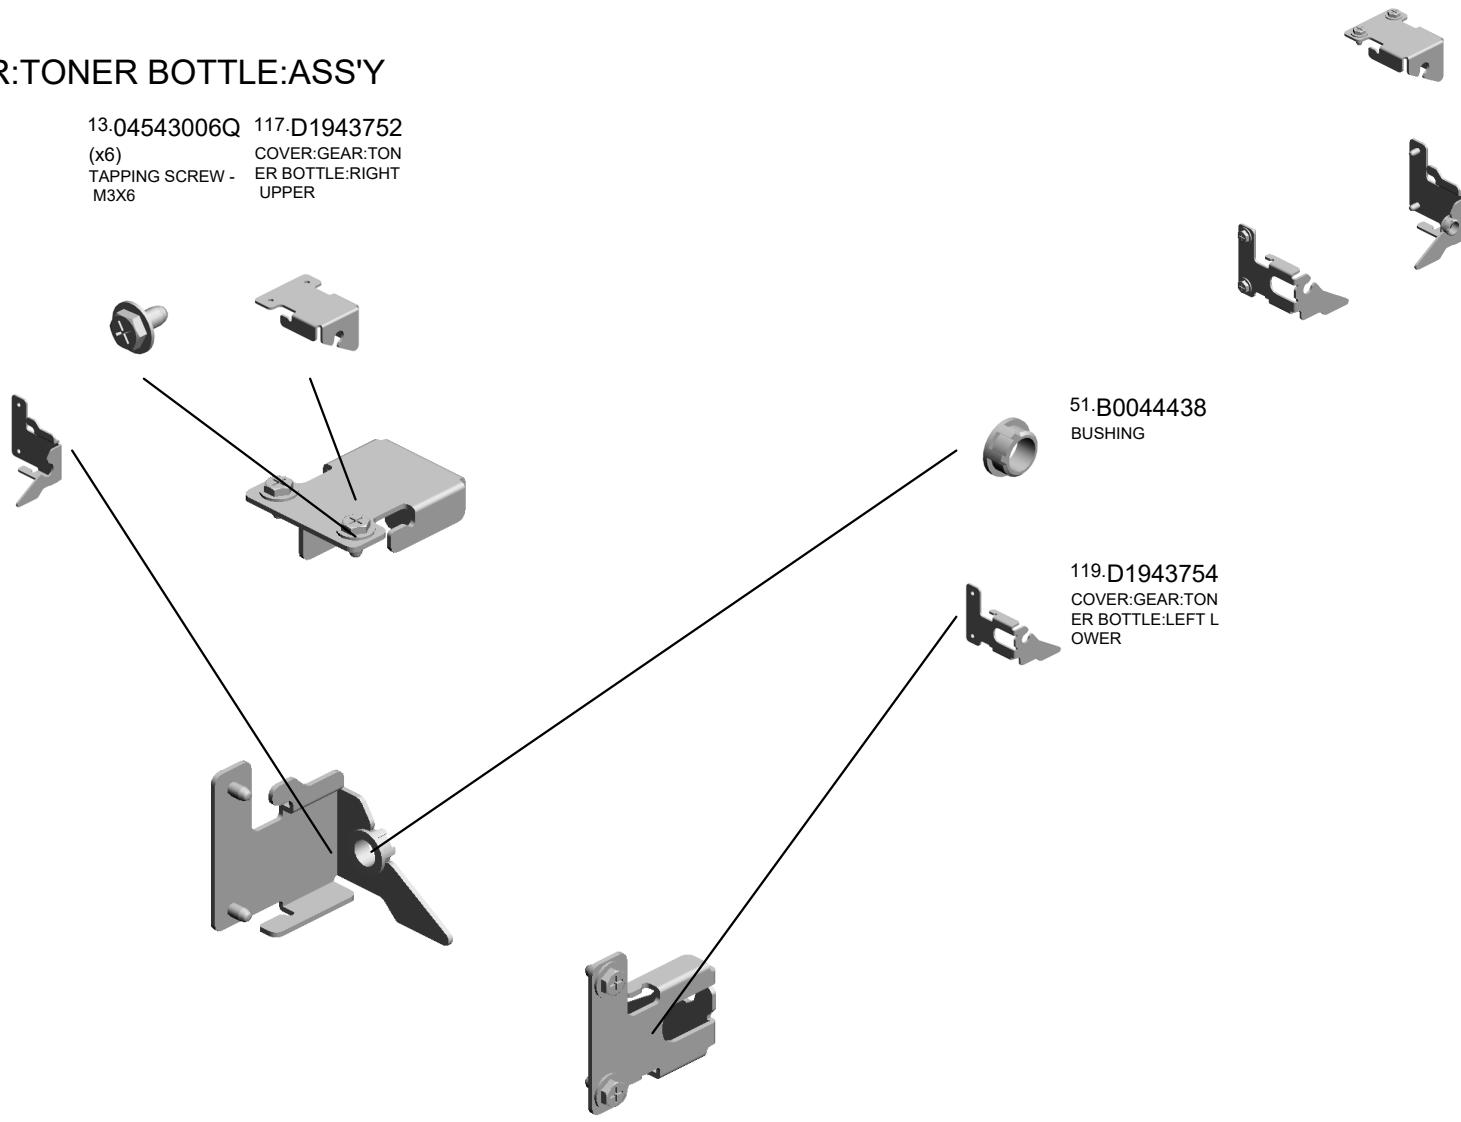 R:TONER BOTTLE:ASS'Y
13.04543006Q
(x6)
TAPPING SCREW -
M3X6
117.D1943752
COVER:GEAR:TON
ER BOTTLE:RIGHT
UPPER
51.B0044438
BUSHING
119.D1943754
COVER:GEAR:TON
ER BOTTLE:LEFT L
OWER